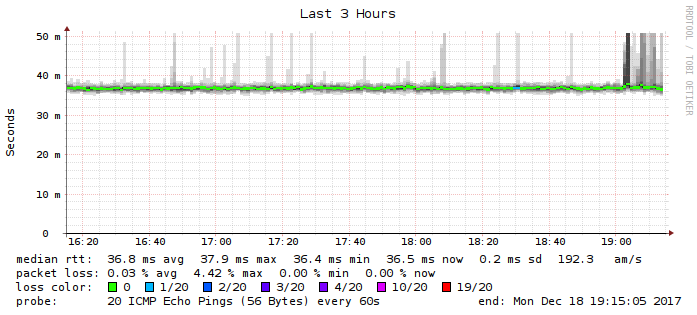 Last 3 Hours
RRDTOOL / TOBI OETIKER
Seconds
50 m
40 m
30 m
20 m
10 m
0
16:20 16:40 17:00 17:20 17:40 18:00 18:20 18:40 19:00
median rtt: 36.8 ms avg 37.9 ms max 36.4 ms min 36.5 ms now 0.2 ms sd 192.3 am/s
packet loss: 0.03 % avg 4.42 % max 0.00 % min 0.00 % now
loss color: 0 1/20 2/20 3/20 4/20 10/20 19/20
probe: 20 ICMP Echo Pings (56 Bytes) every 60s end: Mon Dec 18 19:15:05 2017